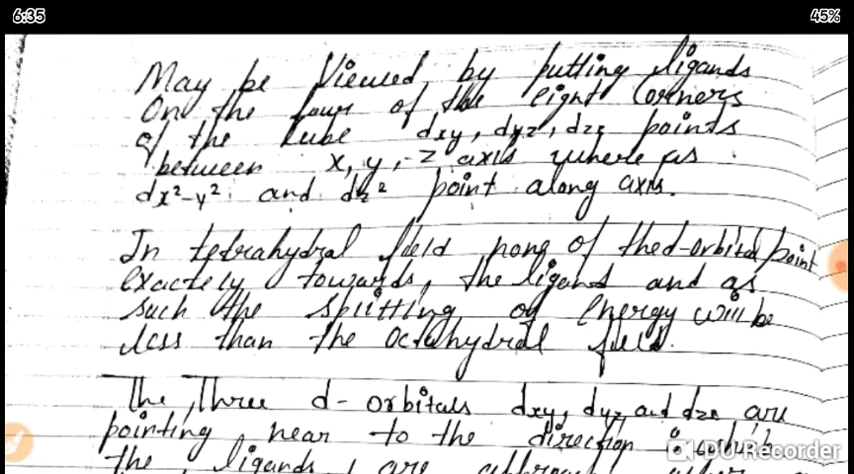 6:35
45%
May be Viewed by putting ligands
On the four of the eight Corners
of the Cube dxy, dyz, dzx points
between x, y, -z axis where as
dx²-y² and dz² point along axis.
In tetrahydral field none of the d-orbital point
exactely towards, the ligand and as
such the splitting of Energy will be
less than the Octahydral field.
The, Three d-orbitals dxy, dyz and dzx are
pointing near to the direction in which
DU Recorder
the ligands are approach